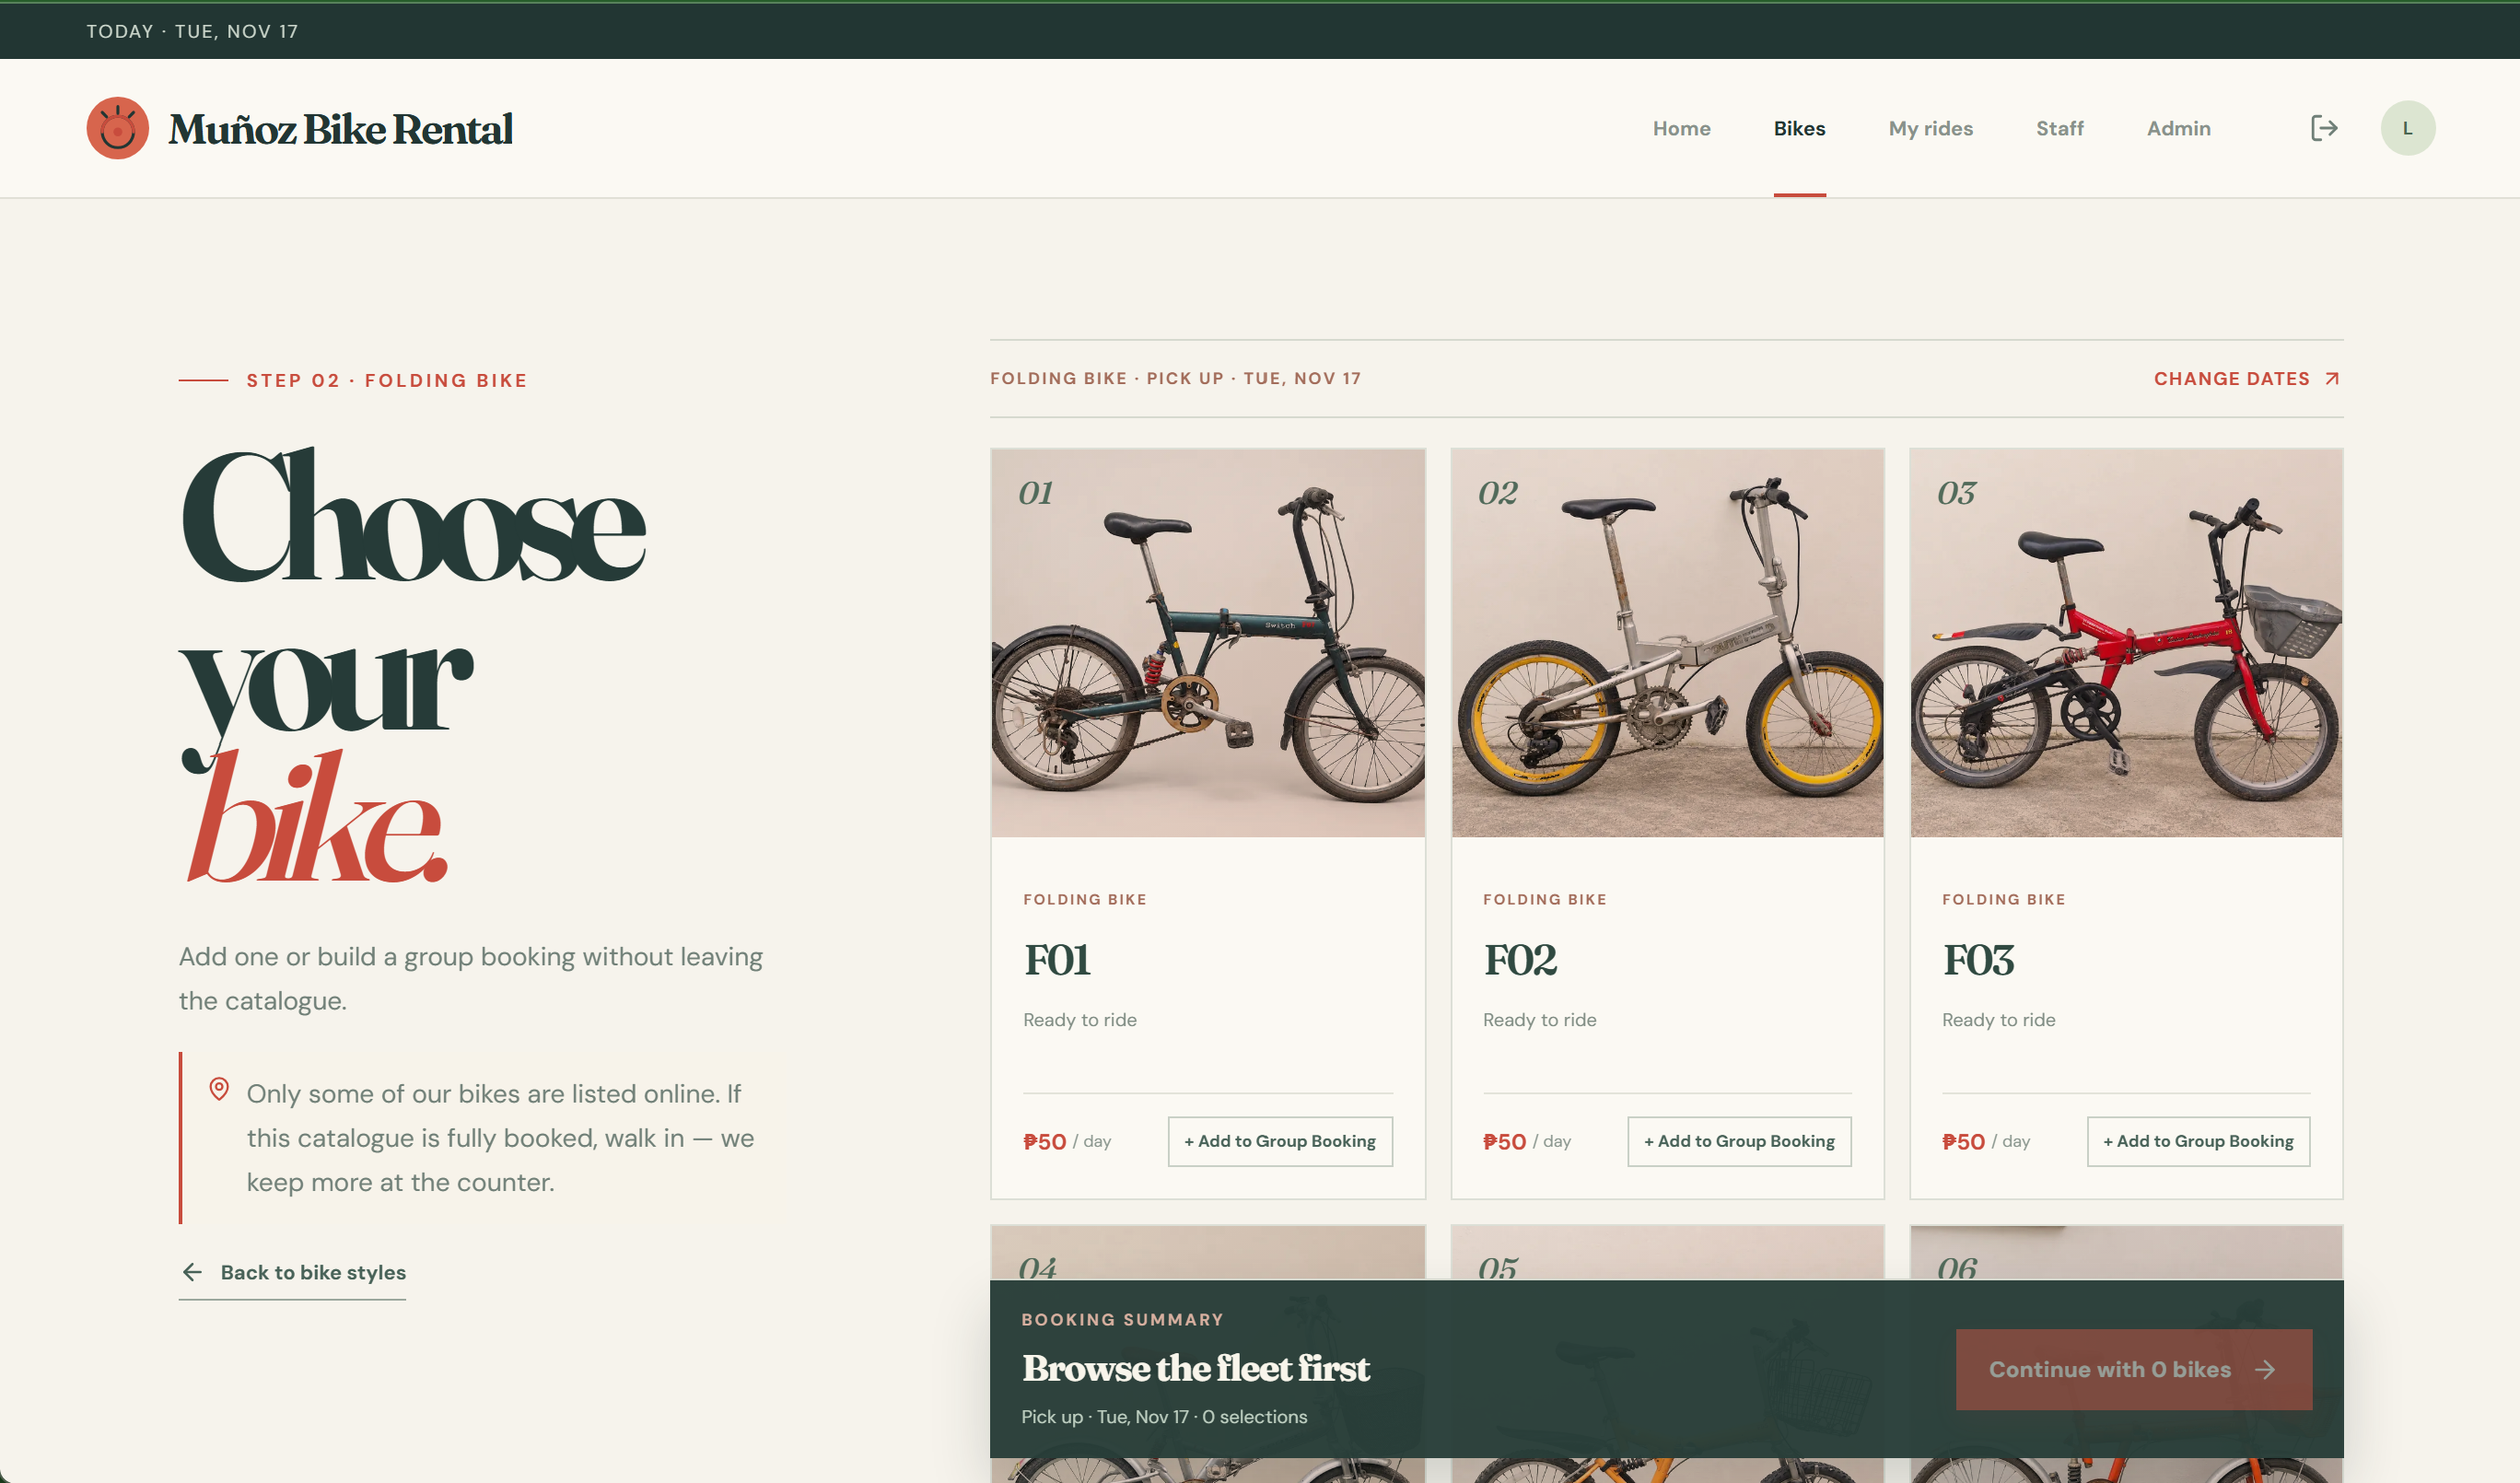 TODAY · TUE, NOV 17
Muñoz Bike Rental
Home
Bikes
My rides
Staff
Admin
L
STEP 02 · FOLDING BIKE
Choose
your
bike.
Add one or build a group booking without leaving
the catalogue.
Only some of our bikes are listed online. If
this catalogue is fully booked, walk in — we
keep more at the counter.
Back to bike styles
FOLDING BIKE · PICK UP · TUE, NOV 17
CHANGE DATES
01
Switch
FOLDING BIKE
F01
Ready to ride
₱50 / day
+ Add to Group Booking
02
FOLDING BIKE
F02
Ready to ride
₱50 / day
+ Add to Group Booking
03
FOLDING BIKE
F03
Ready to ride
₱50 / day
+ Add to Group Booking
04
05
06
BOOKING SUMMARY
Browse the fleet first
Pick up · Tue, Nov 17 · 0 selections
Continue with 0 bikes